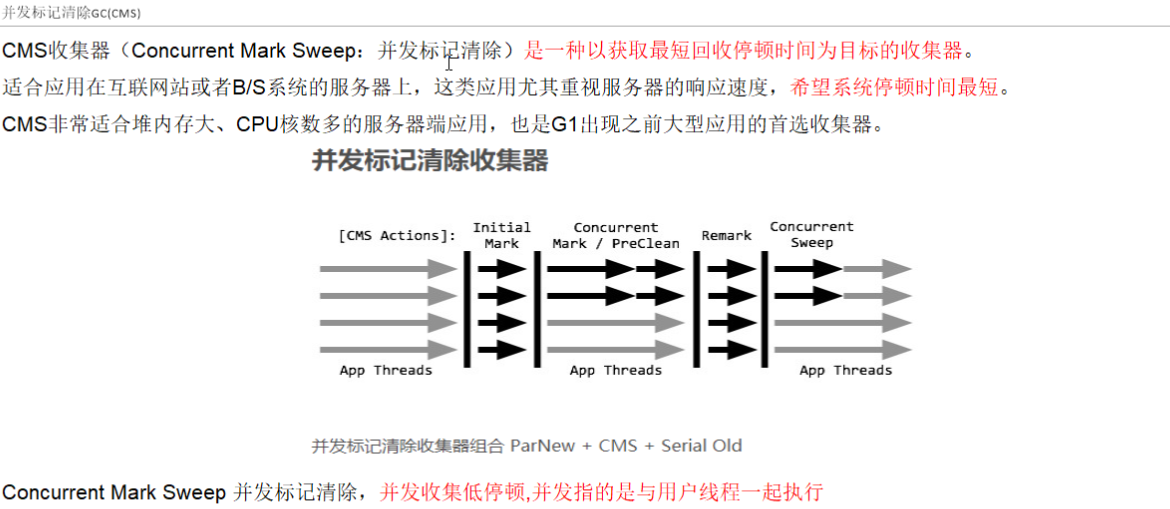 并发标记清除GC(CMS)
CMS收集器（Concurrent Mark Sweep：并发标记清除）是一种以获取最短回收停顿时间为目标的收集器。
适合应用在互联网站或者B/S系统的服务器上，这类应用尤其重视服务器的响应速度，希望系统停顿时间最短。
CMS非常适合堆内存大、CPU核数多的服务器端应用，也是G1出现之前大型应用的首选收集器。
并发标记清除收集器
[CMS Actions]:
Initial
Mark
Concurrent
Mark / PreClean
Remark
Concurrent
Sweep
App Threads
App Threads
App Threads
并发标记清除收集器组合 ParNew + CMS + Serial Old
Concurrent Mark Sweep 并发标记清除，并发收集低停顿,并发指的是与用户线程一起执行